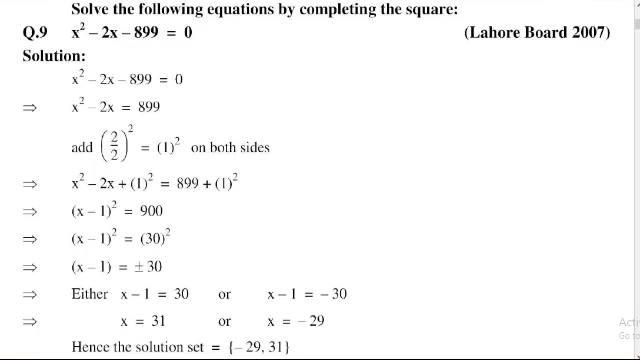 Solve the following equations by completing the square:
Q.9 x² – 2x – 899 = 0 (Lahore Board 2007)
Solution:
x² – 2x – 899 = 0
⇒ x² – 2x = 899
add (2/2)² = (1)² on both sides
⇒ x² – 2x + (1)² = 899 + (1)²
⇒ (x – 1)² = 900
⇒ (x – 1)² = (30)²
⇒ (x – 1) = ± 30
⇒ Either x – 1 = 30 or x – 1 = – 30
⇒ x = 31 or x = – 29
Hence the solution set = {– 29, 31}
Acti
Go to